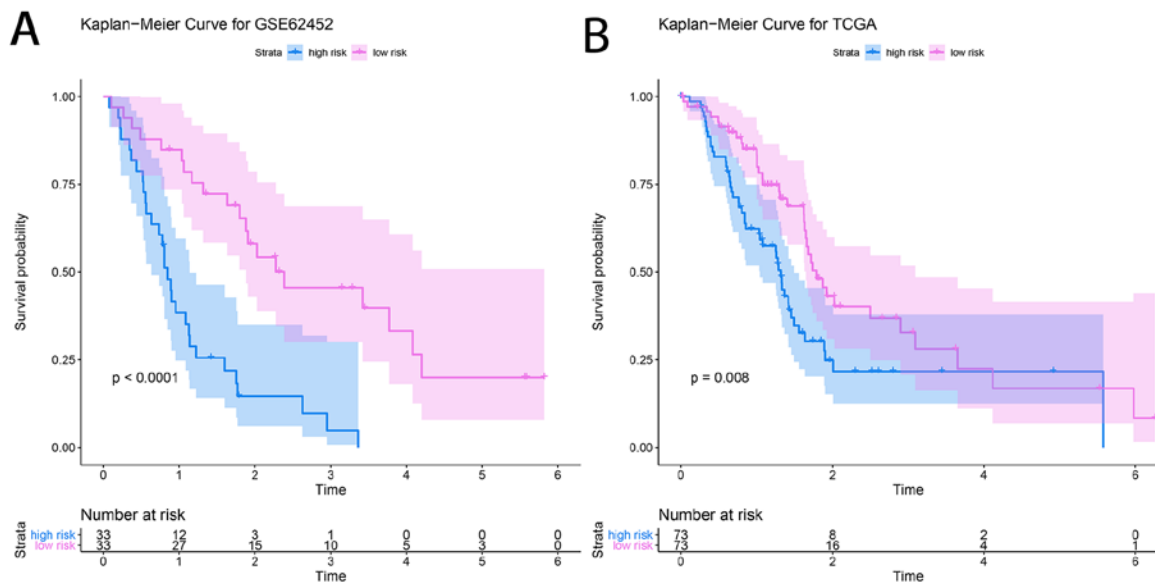 A
Kaplan-Meier Curve for GSE62452
Strata high risk low risk
Survival probability
1.00
0.75
0.50
0.25
0.00
p < 0.0001
0 1 2 3 4 5 6
Time
Number at risk
Strata
high risk 33 12 3 1 0 0 0
low risk 33 27 15 10 5 3 0
0 1 2 3 4 5 6
Time
B
Kaplan-Meier Curve for TCGA
Strata high risk low risk
Survival probability
1.00
0.75
0.50
0.25
0.00
p = 0.008
0 2 4 6
Time
Number at risk
Strata
high risk 73 8 2 0
low risk 73 16 4 1
0 2 4 6
Time